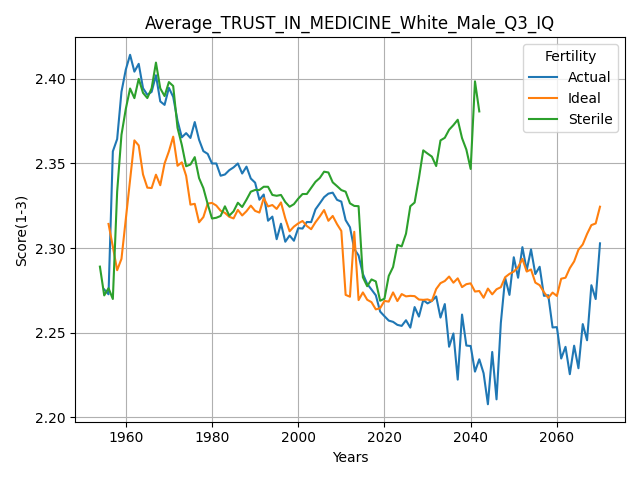 Average_TRUST_IN_MEDICINE_White_Male_Q3_IQ
Fertility
Actual
Ideal
Sterile
Score(1-3)
2.40
2.35
2.30
2.25
2.20
1960
1980
2000
2020
2040
2060
Years